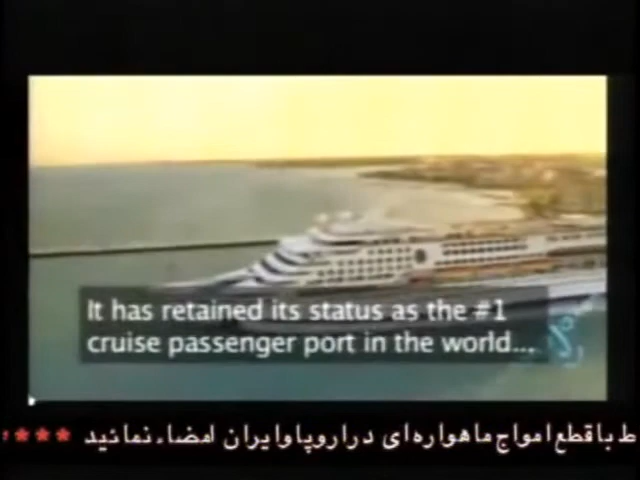 It has retained its status as the #1
cruise passenger port in the world...
ط با قطع امواج ماهواره ای در اروپا و ایران امضاء نمائید ****